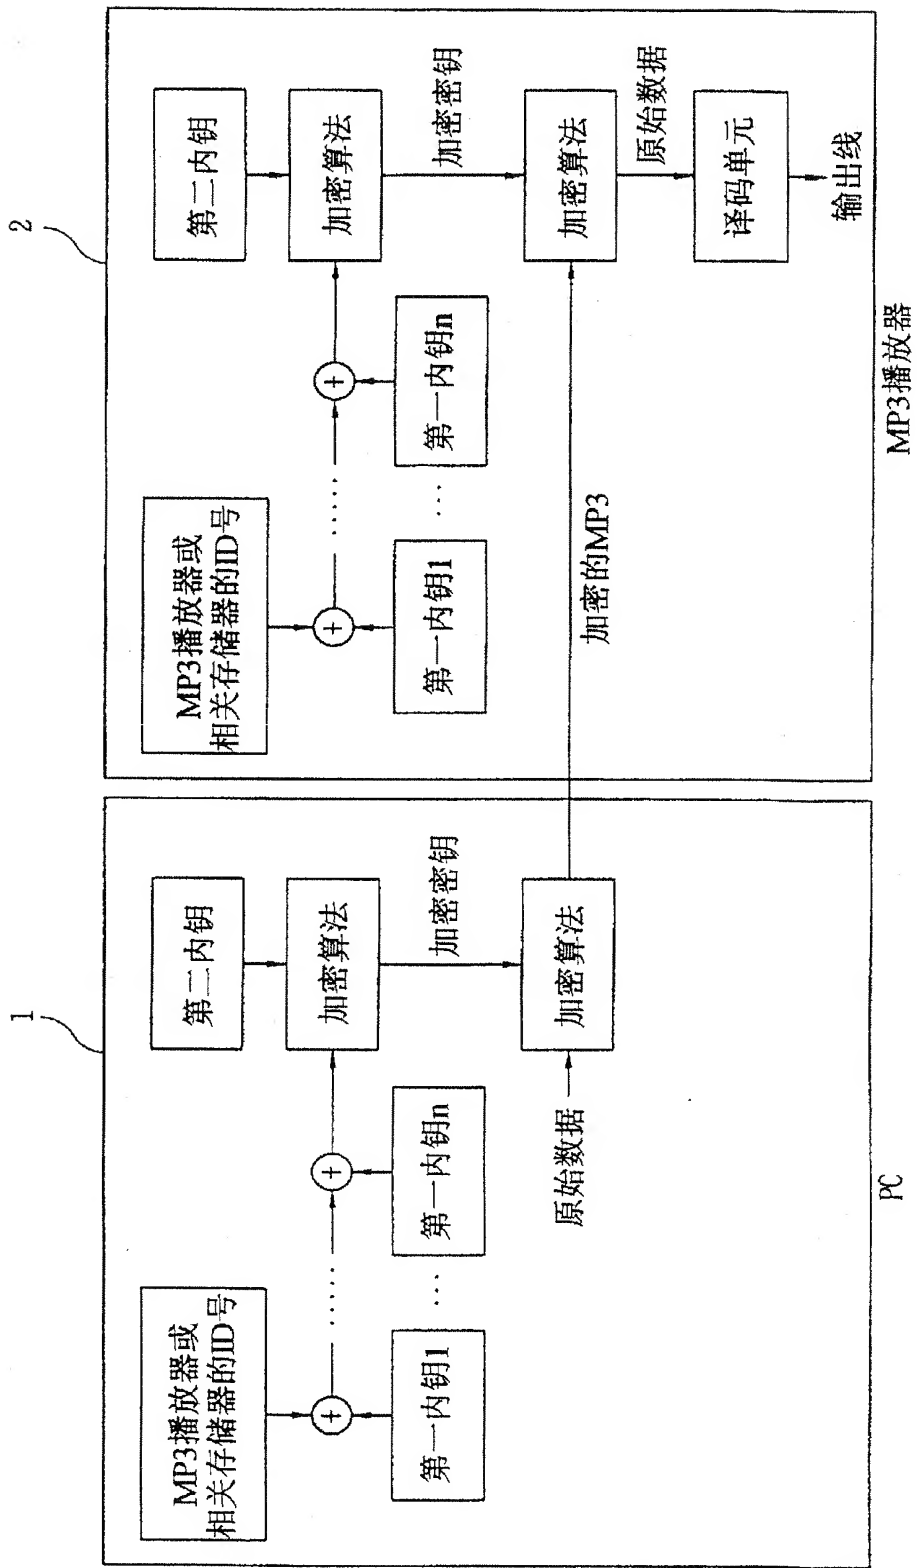 1
MP3播放器或
相关存储器的ID号
第一内钥1
...
第一内钥n
+
......
+
第二内钥
加密算法
加密密钥
原始数据
加密算法
PC
加密的MP3
2
MP3播放器或
相关存储器的ID号
第一内钥1
...
第一内钥n
+
......
+
第二内钥
加密算法
加密密钥
加密算法
原始数据
译码单元
输出线
MP3播放器